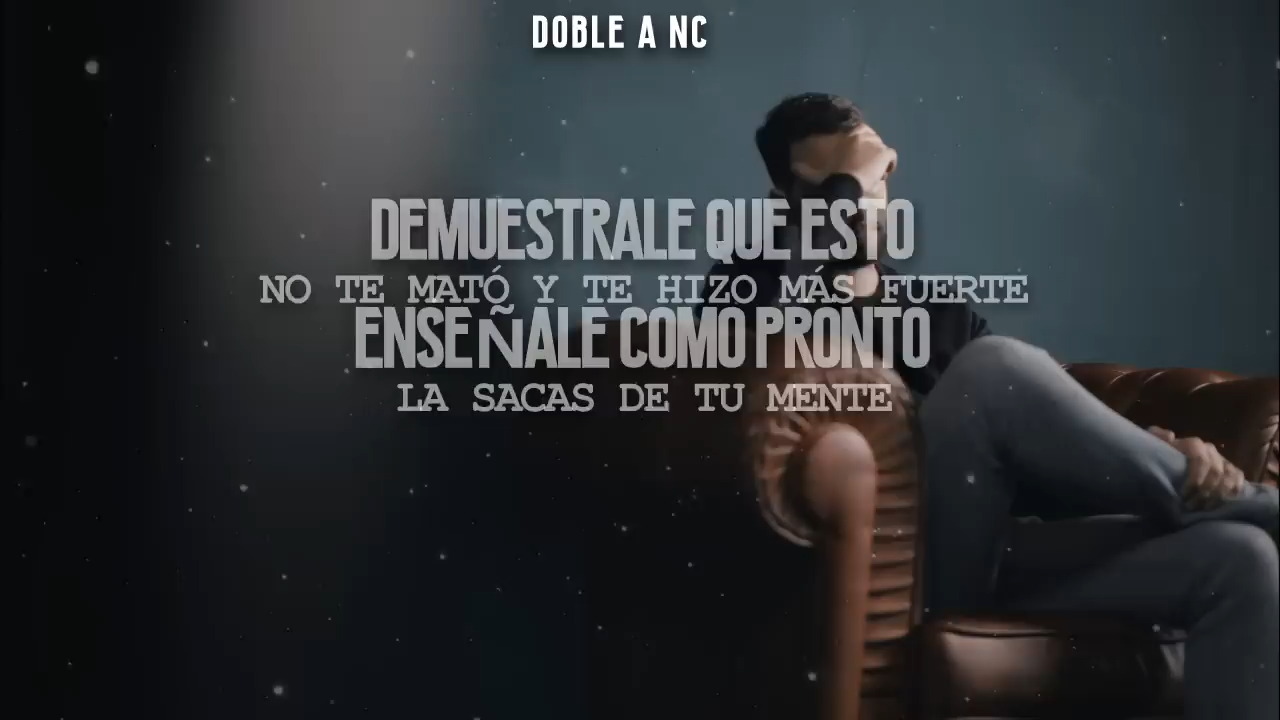 DOBLE A NC
DEMUESTRALE QUE ESTO
NO TE MATÓ Y TE HIZO MÁS FUERTE
ENSEÑALE COMO PRONTO
LA SACAS DE TU MENTE